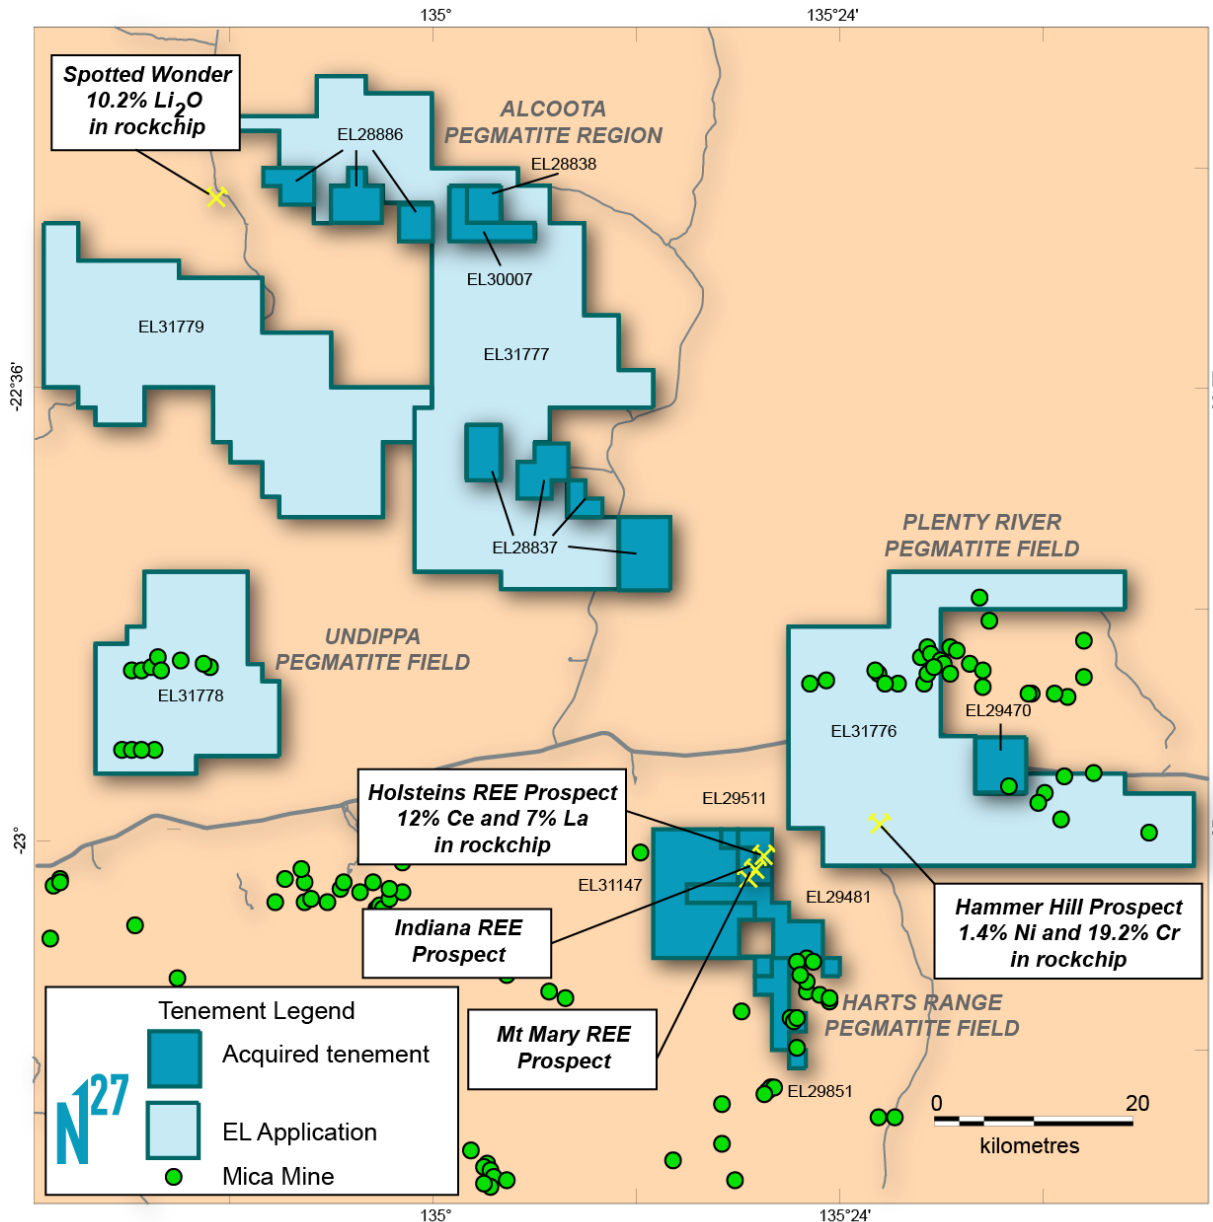 135°
135°24'
Spotted Wonder
10.2% Li2O
in rockchip
ALCOOTA
PEGMATITE REGION
EL28886
EL28838
EL30007
EL31779
EL31777
-22°36'
EL28837
PLENTY RIVER
PEGMATITE FIELD
UNDIPPA
PEGMATITE FIELD
EL31778
EL29470
EL31776
Holsteins REE Prospect
12% Ce and 7% La
in rockchip
EL29511
-23°
EL31147
EL29481
Indiana REE
Prospect
Hammer Hill Prospect
1.4% Ni and 19.2% Cr
in rockchip
Mt Mary REE
Prospect
HARTS RANGE
PEGMATITE FIELD
EL29851
Tenement Legend
Acquired tenement
EL Application
Mica Mine
N27
0 20
kilometres
135°
135°24'